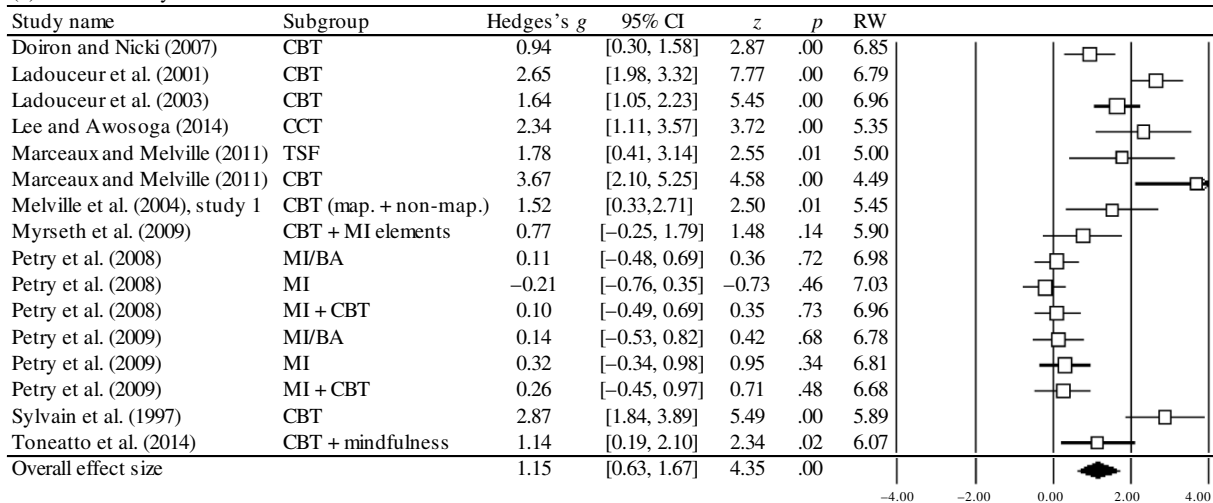 Study name Subgroup Hedges's g 95% CI z p RW
Doiron and Nicki (2007) CBT 0.94 [0.30, 1.58] 2.87 .00 6.85
Ladouceur et al. (2001) CBT 2.65 [1.98, 3.32] 7.77 .00 6.79
Ladouceur et al. (2003) CBT 1.64 [1.05, 2.23] 5.45 .00 6.96
Lee and Awosoga (2014) CCT 2.34 [1.11, 3.57] 3.72 .00 5.35
Marceaux and Melville (2011) TSF 1.78 [0.41, 3.14] 2.55 .01 5.00
Marceaux and Melville (2011) CBT 3.67 [2.10, 5.25] 4.58 .00 4.49
Melville et al. (2004), study 1 CBT (map. + non-map.) 1.52 [0.33,2.71] 2.50 .01 5.45
Myrseth et al. (2009) CBT + MI elements 0.77 [−0.25, 1.79] 1.48 .14 5.90
Petry et al. (2008) MI/BA 0.11 [−0.48, 0.69] 0.36 .72 6.98
Petry et al. (2008) MI −0.21 [−0.76, 0.35] −0.73 .46 7.03
Petry et al. (2008) MI + CBT 0.10 [−0.49, 0.69] 0.35 .73 6.96
Petry et al. (2009) MI/BA 0.14 [−0.53, 0.82] 0.42 .68 6.78
Petry et al. (2009) MI 0.32 [−0.34, 0.98] 0.95 .34 6.81
Petry et al. (2009) MI + CBT 0.26 [−0.45, 0.97] 0.71 .48 6.68
Sylvain et al. (1997) CBT 2.87 [1.84, 3.89] 5.49 .00 5.89
Toneatto et al. (2014) CBT + mindfulness 1.14 [0.19, 2.10] 2.34 .02 6.07
Overall effect size 1.15 [0.63, 1.67] 4.35 .00
−4.00 −2.00 0.00 2.00 4.00